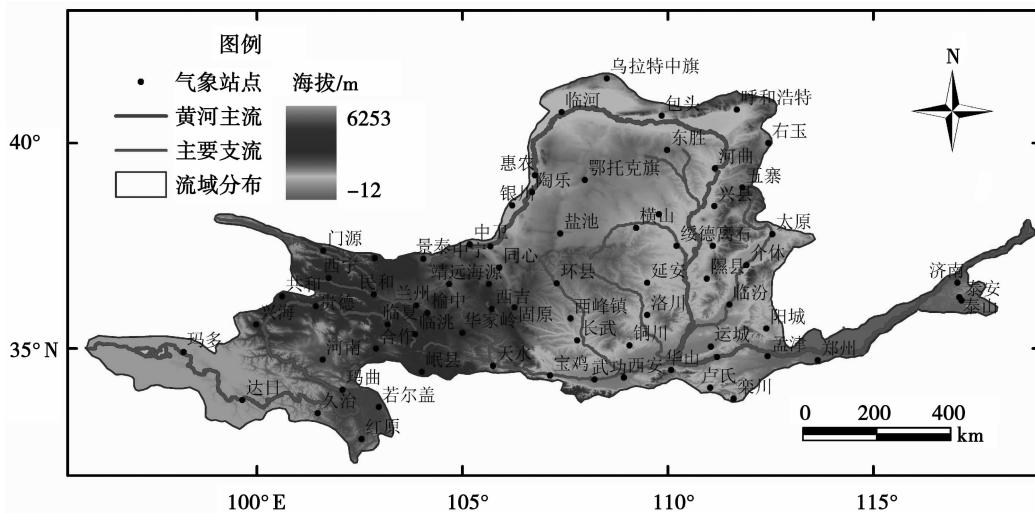 图例
气象站点
黄河主流
主要支流
流域分布
海拔/m
6253
-12
N
乌拉特中旗
临河
包头
呼和浩特
40°
东胜
右玉
惠农
鄂托克旗
河曲
五寨
陶乐
银川
兴县
横山
盐池
太原
门源
景泰
中宁
中卫
绥德
离石
同心
介休
西宁
靖远
海源
环县
延安
隰县
济南
共和
民和
兰州
西吉
泰安
贵德
榆中
固原
西峰镇
洛川
临汾
泰山
兴海
临夏
临洮
华家岭
长武
铜川
阳城
玛多
河南
合作
运城
孟津
郑州
35°
岷县
天水
宝鸡
武功
西安
华山
玛曲
卢氏
栾川
达日
久治
若尔盖
红原
0 200 400
km
100°E
105°
110°
115°